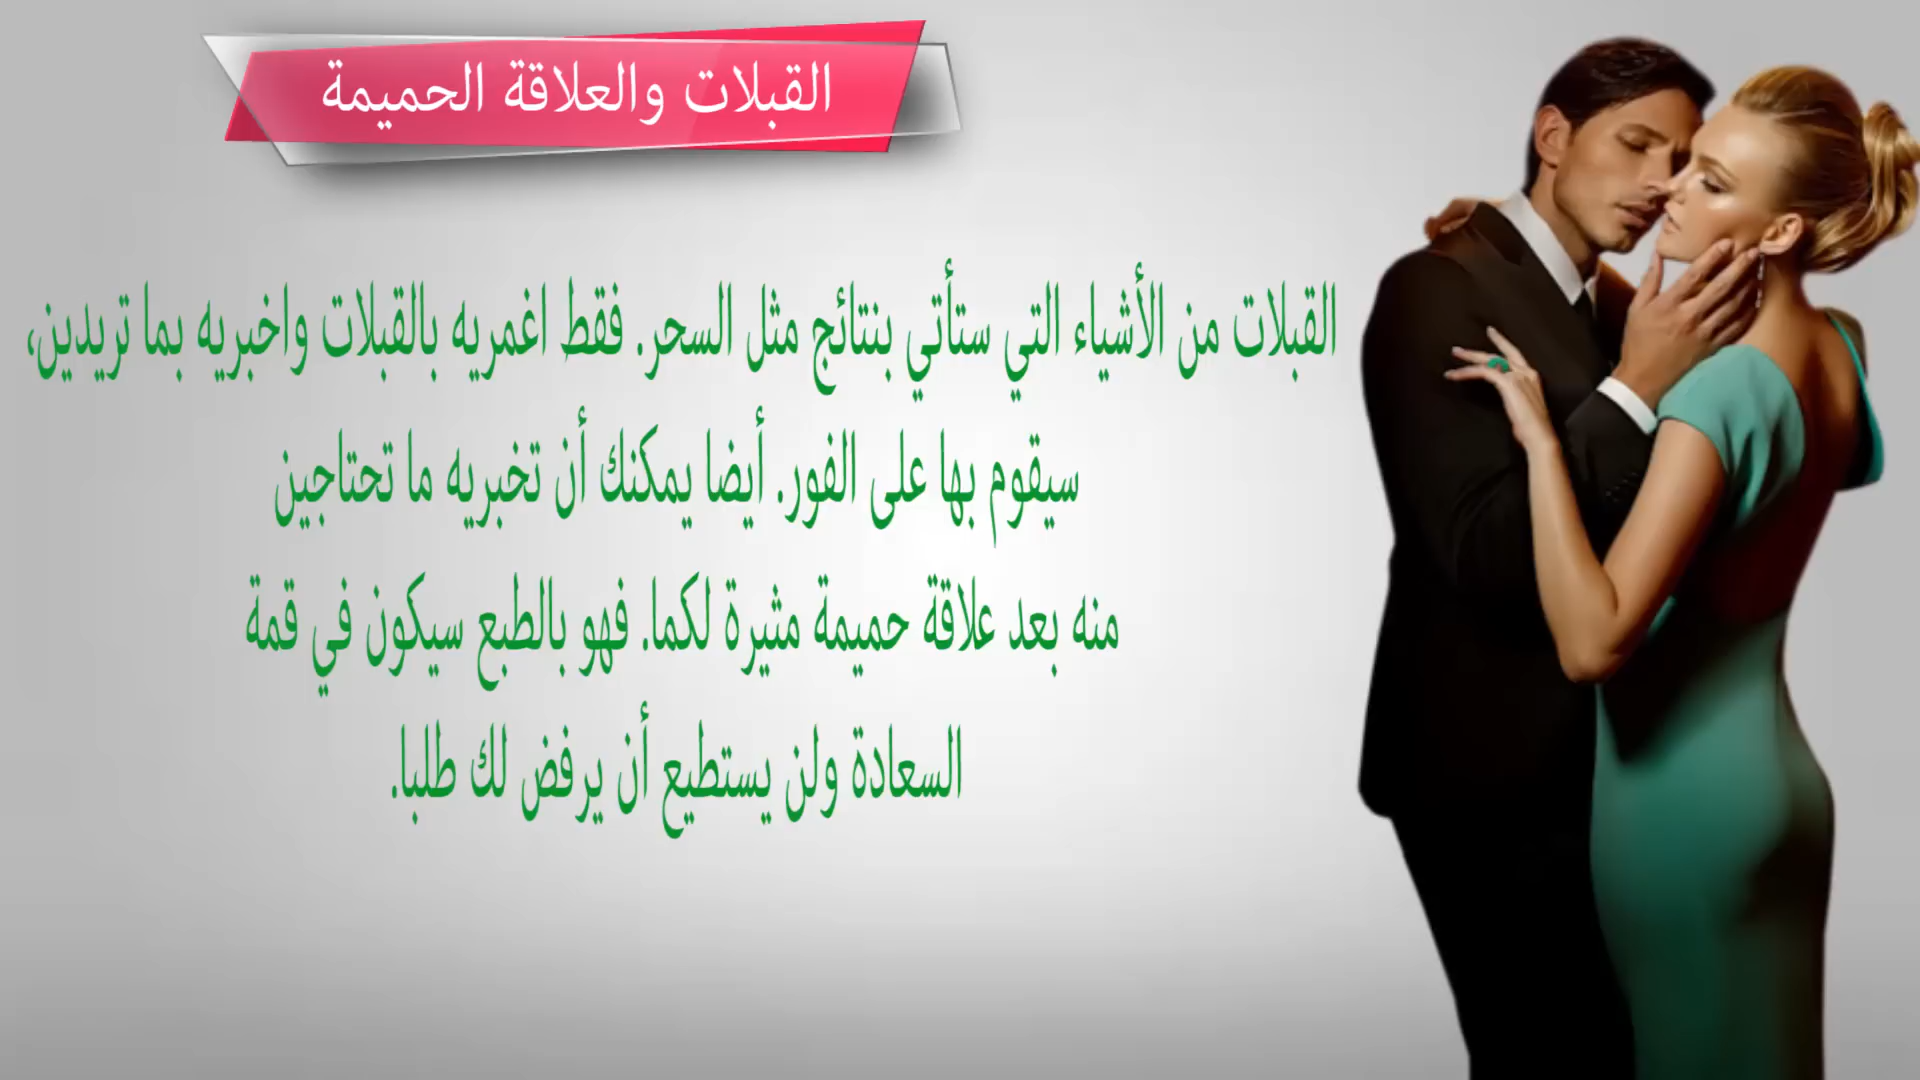 القبلات والعلاقة الحميمة
القبلات من الأشياء التي ستأتي بنتائج مثل السحر. فقط اغمريه بالقبلات واخبريه بما تريدين،
سيقوم بها على الفور. أيضا يمكنك أن تخبريه ما تحتاجين
منه بعد علاقة حميمة مثيرة لكما. فهو بالطبع سيكون في قمة
السعادة ولن يستطيع أن يرفض لك طلبا.